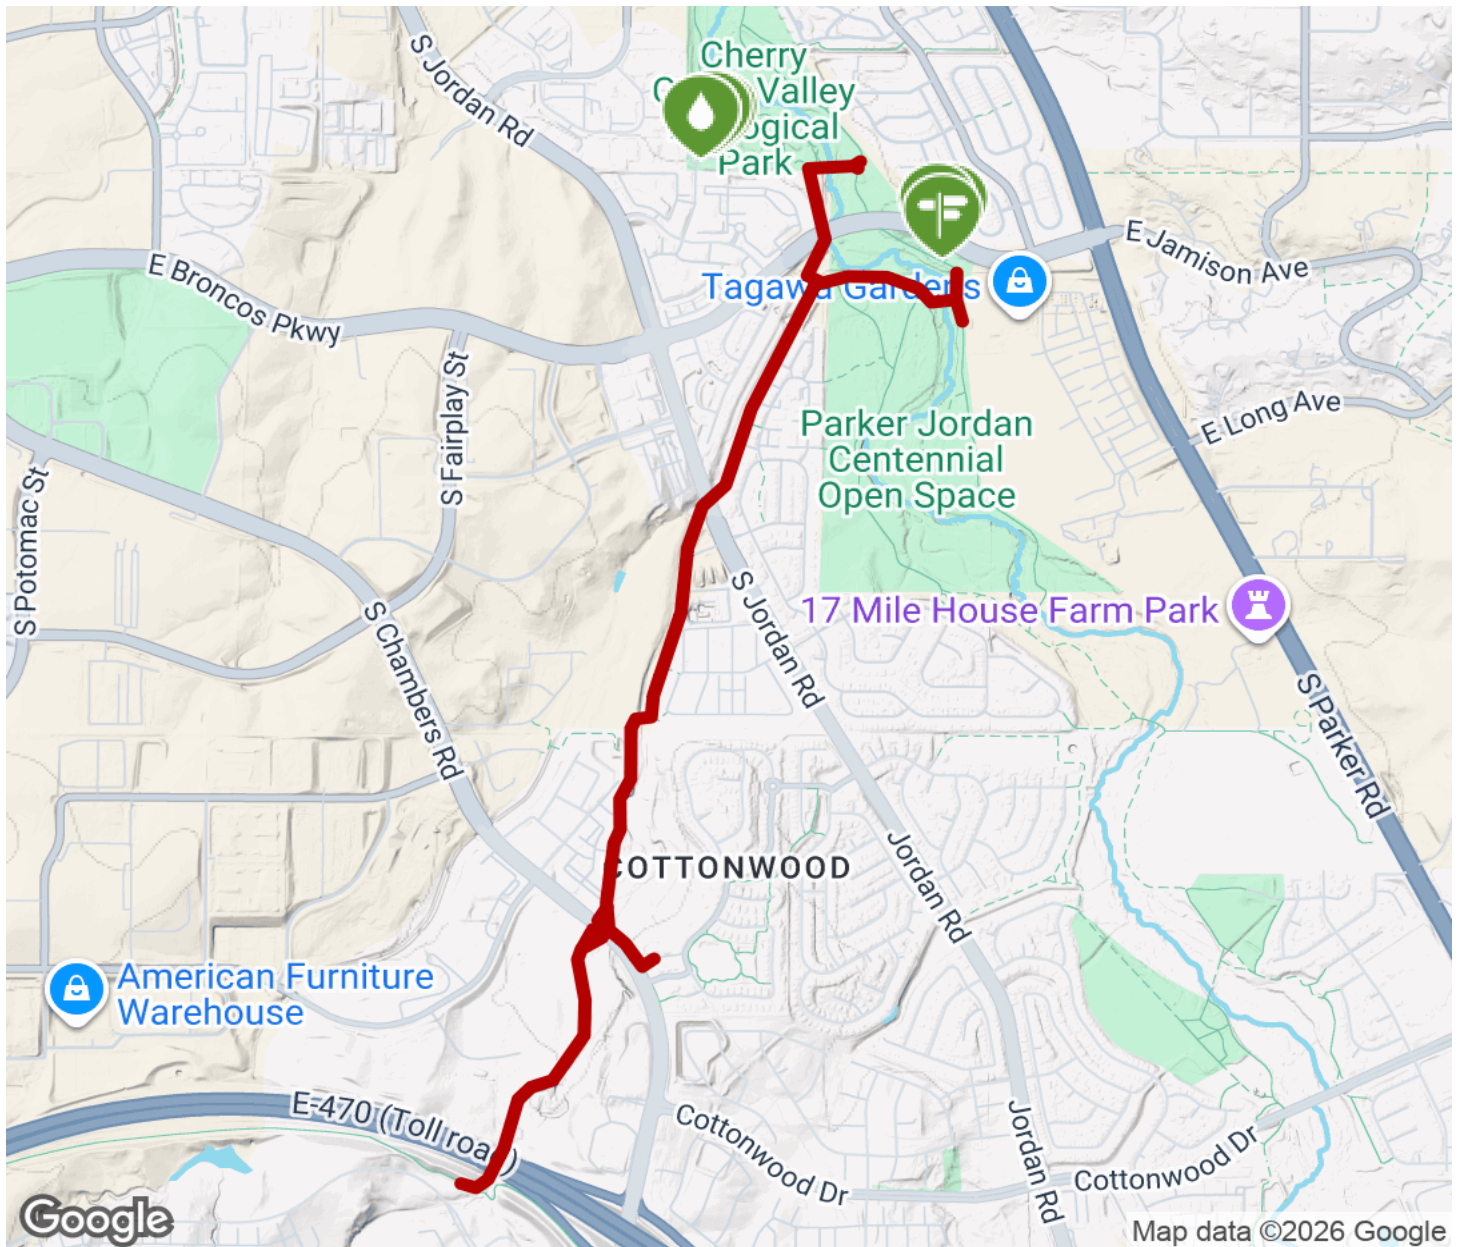 S Jordan Rd
Cherry
Valley
Park
E Broncos Pkwy
S Fairplay St
S Potomac St
S Chambers Rd
Tagawa Gardens
E Jamison Ave
E Long Ave
Parker Jordan
Centennial
Open Space
17 Mile House Farm Park
S Jordan Rd
S Parker Rd
COTTONWOOD
Jordan Rd
American Furniture
Warehouse
E-470 (Toll road)
Cottonwood Dr
Jordan Rd
Cottonwood Dr
Google
Map data ©2026 Google